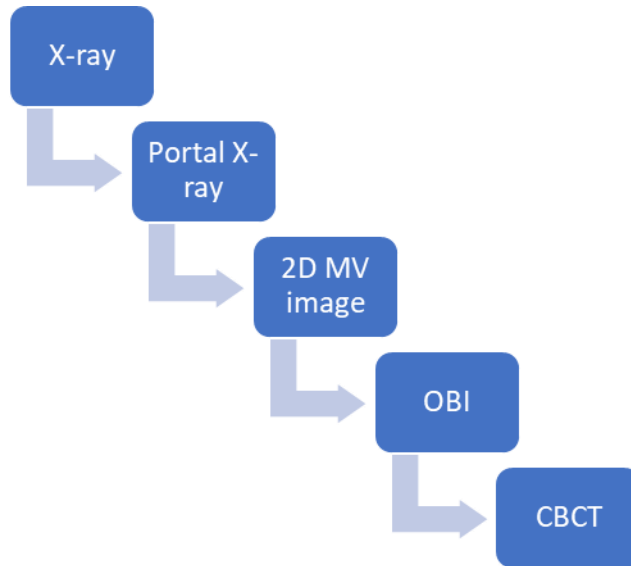 X-ray
Portal X-
ray
2D MV
image
OBI
CBCT